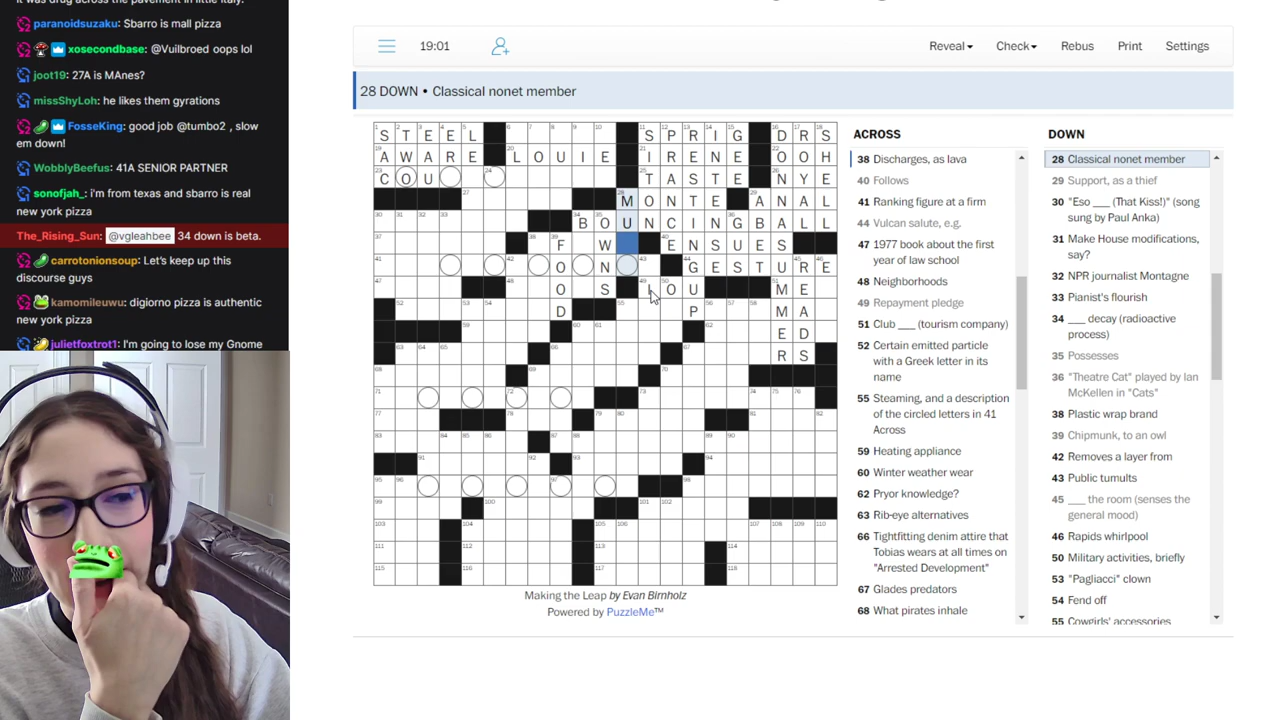 it was drug across the pavement in little Italy.
paranoidsuzaku: Sbarro is mall pizza
xosecondbase: @Vuilbroed oops lol
joot19: 27A is MAnes?
missShyLoh: he likes them gyrations
FosseKing: good job @tumbo2 , slow
em down!
WobblyBeefus: 41A SENIOR PARTNER
sonofjah_: i'm from texas and sbarro is real
new york pizza
The_Rising_Sun: @vgleahbee 34 down is beta.
carrotonionsoup: Let's keep up this
discourse guys
kamomileuwu: digiorno pizza is authentic
new york pizza
julietfoxtrot1: I'm going to lose my Gnome
19:01
Reveal
Check
Rebus
Print
Settings
28 DOWN • Classical nonet member
S T E E L S P R I G D R S
A W A R E L O U I E I R E N E O O H
C O U T A S T E N Y E
M O N T E A N A L
B O U N C I N G B A L L
F W E N S U E S
O N G E S T U R E
O S I O U M E
D P M A
E D
R S
Making the Leap by Evan Birnholz
Powered by PuzzleMe™
ACROSS
38 Discharges, as lava
40 Follows
41 Ranking figure at a firm
44 Vulcan salute, e.g.
47 1977 book about the first
year of law school
48 Neighborhoods
49 Repayment pledge
51 Club ___ (tourism company)
52 Certain emitted particle
with a Greek letter in its
name
55 Steaming, and a description
of the circled letters in 41
Across
59 Heating appliance
60 Winter weather wear
62 Pryor knowledge?
63 Rib-eye alternatives
66 Tightfitting denim attire that
Tobias wears at all times on
"Arrested Development"
67 Glades predators
68 What pirates inhale
DOWN
28 Classical nonet member
29 Support, as a thief
30 "Eso ___ (That Kiss!)" (song
sung by Paul Anka)
31 Make House modifications,
say?
32 NPR journalist Montagne
33 Pianist's flourish
34 ___ decay (radioactive
process)
35 Possesses
36 "Theatre Cat" played by Ian
McKellen in "Cats"
38 Plastic wrap brand
39 Chipmunk, to an owl
42 Removes a layer from
43 Public tumults
45 ___ the room (senses the
general mood)
46 Rapids whirlpool
50 Military activities, briefly
53 "Pagliacci" clown
54 Fend off
55 Cowgirls' accessories